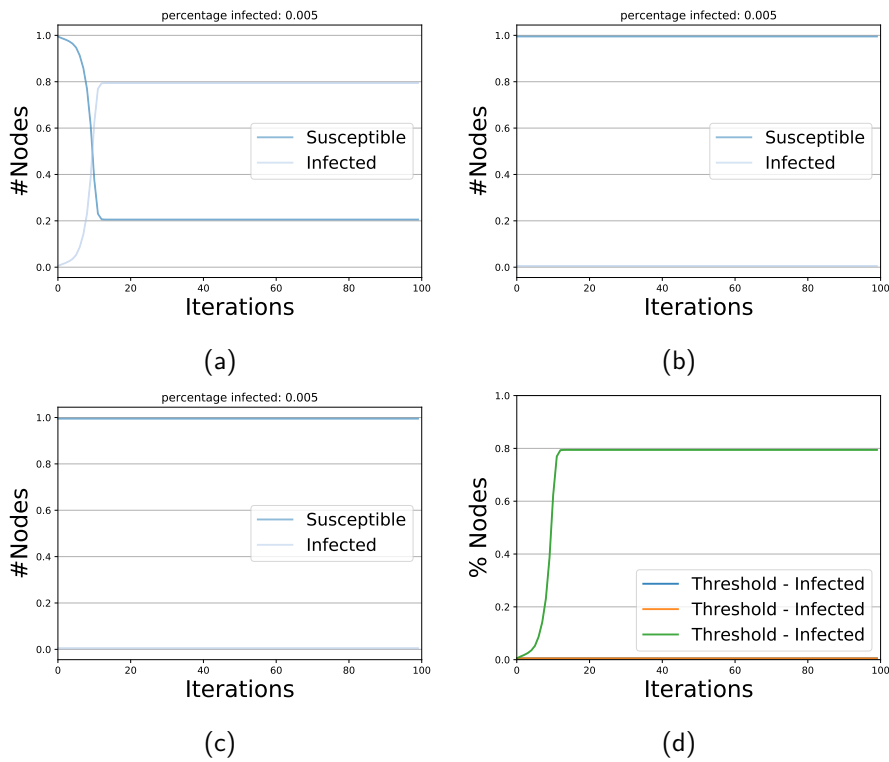 percentage infected: 0.005
1.0
0.8
0.6
0.4
0.2
0.0
#Nodes
Susceptible
Infected
0 20 40 60 80 100
Iterations
(a)
percentage infected: 0.005
1.0
0.8
0.6
0.4
0.2
0.0
#Nodes
Susceptible
Infected
0 20 40 60 80 100
Iterations
(b)
percentage infected: 0.005
1.0
0.8
0.6
0.4
0.2
0.0
#Nodes
Susceptible
Infected
0 20 40 60 80 100
Iterations
(c)
1.0
0.8
0.6
0.4
0.2
0.0
% Nodes
Threshold - Infected
Threshold - Infected
Threshold - Infected
0 20 40 60 80 100
Iterations
(d)